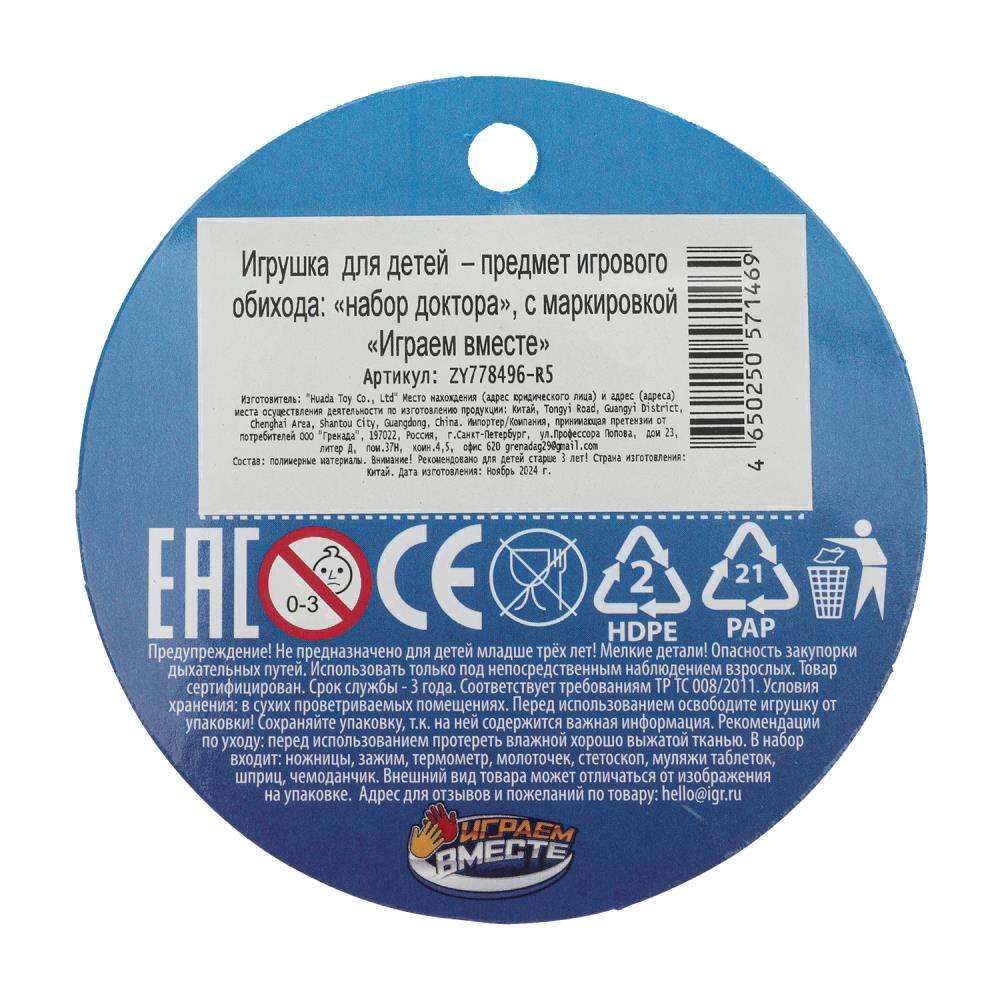 Игрушка для детей – предмет игрового
обихода: «набор доктора», с маркировкой
«Играем вместе»
Артикул: ZY778496-R5
Изготовитель: "Huada Toy Co., Ltd" Место нахождения (адрес юридического лица) и адрес (адреса)
места осуществления деятельности по изготовлению продукции: Китай, Tongyi Road, Guangyi District,
Chenghai Area, Shantou City, Guangdong, China. Импортер/Компания, принимающая претензии от
потребителей ООО "Гренада", 197022, Россия, г.Санкт-Петербург, ул.Профессора Попова, дом 23,
литер Д, пом.37Н, комн.4,5, офис 620 grenadag29@gmail.com
Состав: полимерные материалы. Внимание! Рекомендовано для детей старше 3 лет! Страна изготовления:
Китай. Дата изготовления: Ноябрь 2024 г.
4 650250 571469
EAC
0-3
CE
2
HDPE
21
PAP
Предупреждение! Не предназначено для детей младше трёх лет! Мелкие детали! Опасность закупорки
дыхательных путей. Использовать только под непосредственным наблюдением взрослых. Товар
сертифицирован. Срок службы - 3 года. Соответствует требованиям ТР ТС 008/2011. Условия
хранения: в сухих проветриваемых помещениях. Перед использованием освободите игрушку от
упаковки! Сохраняйте упаковку, т.к. на ней содержится важная информация. Рекомендации
по уходу: перед использованием протереть влажной хорошо выжатой тканью. В набор
входит: ножницы, зажим, термометр, молоточек, стетоскоп, муляжи таблеток,
шприц, чемоданчик. Внешний вид товара может отличаться от изображения
на упаковке. Адрес для отзывов и пожеланий по товару: hello@igr.ru
ИГРАЕМ
ВМЕСТЕ